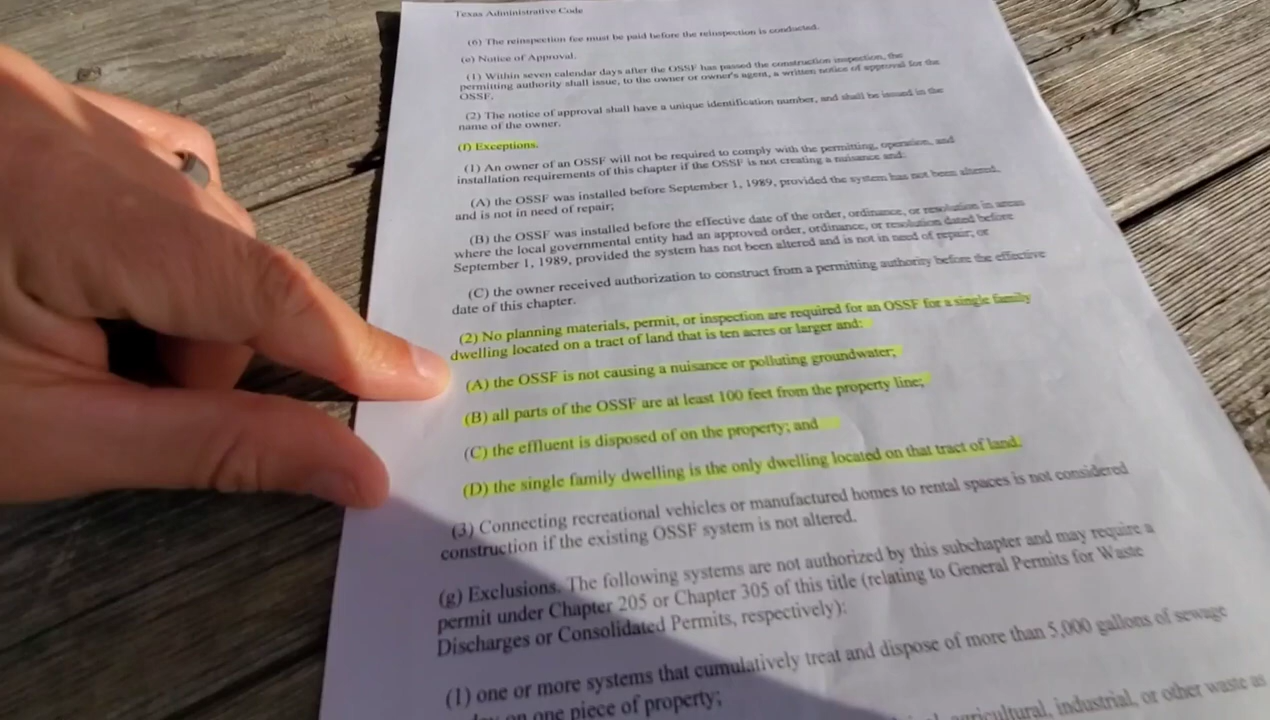 Texas Administrative Code
(6) The reinspection fee must be paid before the reinspection is conducted.
(e) Notice of Approval.
(1) Within seven calendar days after the OSSF has passed the construction inspection, the
permitting authority shall issue, to the owner or owner's agent, a written notice of approval for the
OSSF.
(2) The notice of approval shall have a unique identification number, and shall be issued in the
name of the owner.
(f) Exceptions.
(1) An owner of an OSSF will not be required to comply with the permitting, operation, and
installation requirements of this chapter if the OSSF is not creating a nuisance and:
(A) the OSSF was installed before September 1, 1989, provided the system has not been altered,
and is not in need of repair;
(B) the OSSF was installed before the effective date of the order, ordinance, or resolution in areas
where the local governmental entity had an approved order, ordinance, or resolution dated before
September 1, 1989, provided the system has not been altered and is not in need of repair; or
(C) the owner received authorization to construct from a permitting authority before the effective
date of this chapter.
(2) No planning materials, permit, or inspection are required for an OSSF for a single family
dwelling located on a tract of land that is ten acres or larger and:
(A) the OSSF is not causing a nuisance or polluting groundwater;
(B) all parts of the OSSF are at least 100 feet from the property line;
(C) the effluent is disposed of on the property; and
(D) the single family dwelling is the only dwelling located on that tract of land.
(3) Connecting recreational vehicles or manufactured homes to rental spaces is not considered
construction if the existing OSSF system is not altered.
(g) Exclusions. The following systems are not authorized by this subchapter and may require a
permit under Chapter 205 or Chapter 305 of this title (relating to General Permits for Waste
Discharges or Consolidated Permits, respectively):
(1) one or more systems that cumulatively treat and dispose of more than 5,000 gallons of sewage
on one piece of property;
agricultural, industrial, or other waste as